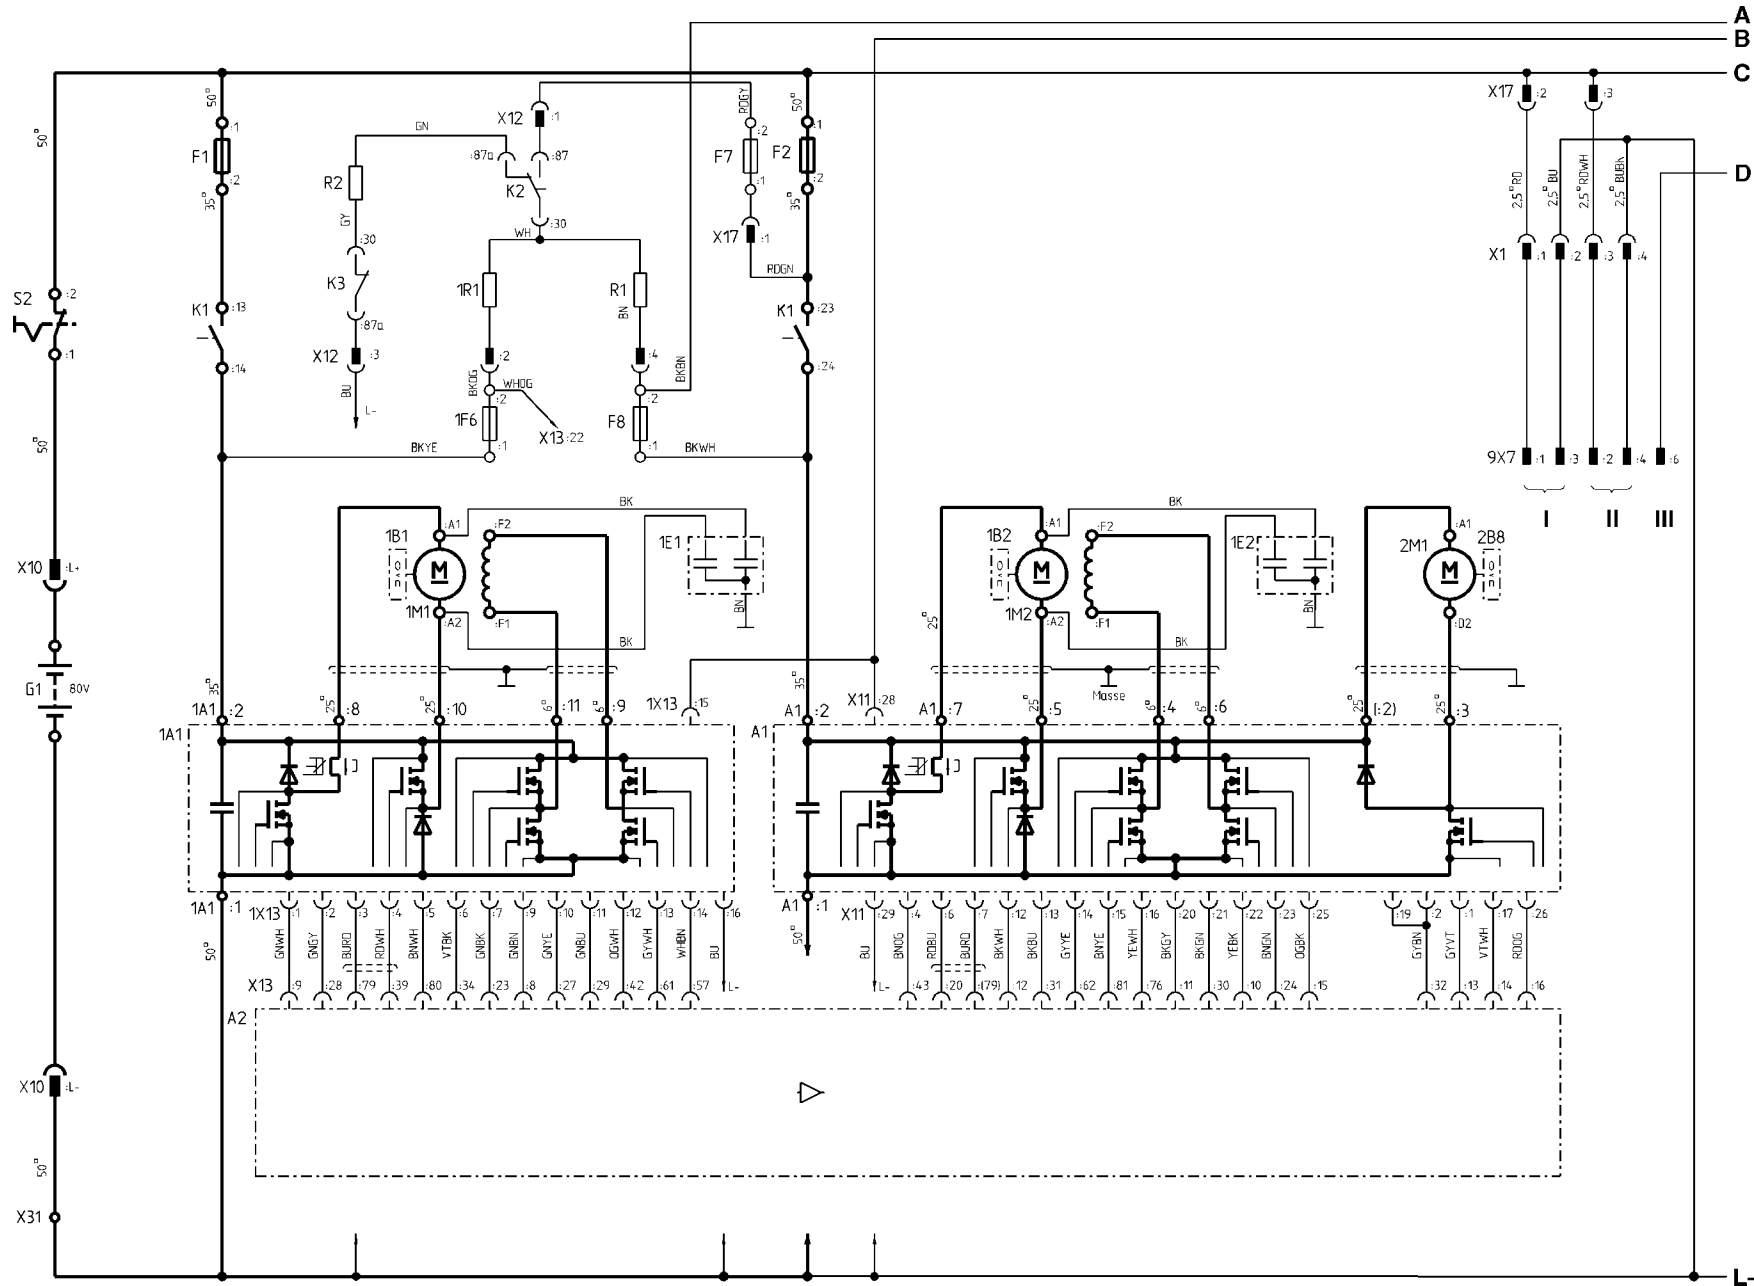 A
B
C
50▫
50▫
X12
:1
RDGY
50▫
X17
:2
:3
GN
:1
:2
:1
50▫
F1
:87a
:87
F7
F2
D
R2
K2
:2
:1
:2
2,5▫RD
2,5▫BU
2,5▫RDWH
2,5▫BUBK
35▫
GY
:30
35▫
:30
WH
X17
:1
X1
:1
:2
:3
:4
K3
1R1
R1
RDGN
S2
:2
K1
:13
BN
K1
:23
:87a
:1
:14
X12
:3
:2
:4
BKBN
:24
BU
BKOG
WHOG
L-
:2
:2
1F6
F8
50▫
X13:22
BKYE
:1
:1
BKWH
9X7
:1
:3
:2
:4
:6
BK
BK
I
II
III
1B1
:A1
:F2
1E1
1B2
:A1
:F2
1E2
:A1
2M1
2B8
X10
:L+
M
M
M
1M1
:A2
:F1
BN
25▫
1M2
:A2
:F1
BN
:D2
BK
BK
G1
80V
35▫
35▫
Masse
1A1
:2
25▫
:8
25▫
:10
6▫
:11
6▫
:9
1X13
:15
A1
:2
X11
:28
A1
:7
25▫
:5
6▫
:4
6▫
:6
25▫
(:2)
25▫
:3
1A1
A1
1A1
:1
1X13
:1
:2
:3
:4
:5
:6
:7
:9
:10
:11
:12
:13
:14
:16
A1
:1
X11
:29
:4
:6
:7
:12
:13
:14
:15
:16
:20
:21
:22
:23
:25
:19
:2
:1
:17
:26
50▫
GNWH
GNGY
BURD
RDWH
BNWH
VTBK
GNBK
GNBN
GNYE
GNBU
OGWH
GYWH
WHBN
BU
50▫
BU
BNOG
RDBU
BURD
BKWH
BKBU
GYYE
BNYE
YEWH
BKGY
BKGN
YEBK
BNGN
OGBK
GYBN
GYVT
VTWH
RDOG
X13
:9
:28
:79
:39
:80
:34
:23
:8
:27
:29
:42
:61
:57
L-
L-
:43
:20
:(79)
:12
:31
:62
:81
:76
:11
:30
:10
:24
:15
:32
:13
:14
:16
A2
X10
:L-
50▫
X31
L-